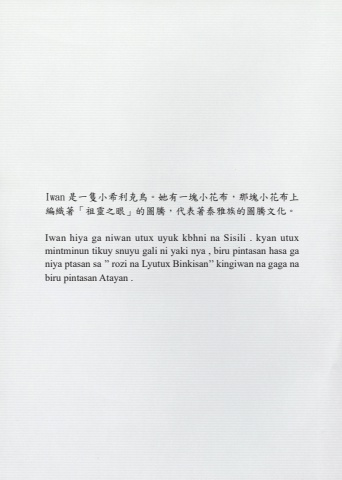 Iwan 是一隻小希利克鳥。她有一塊小花布，那塊小花布上
編織著「祖靈之眼」的圖騰，代表著泰雅族的圖騰文化。
Iwan hiya ga niwan utux uyuk kbhni na Sisili . kyan utux
mintminun tikuy snuyu gali ni yaki nya , biru pintasan hasa ga
niya ptasan sa ” rozi na Lyutux Binkisan” kingiwan na gaga na
biru pintasan Atayan .